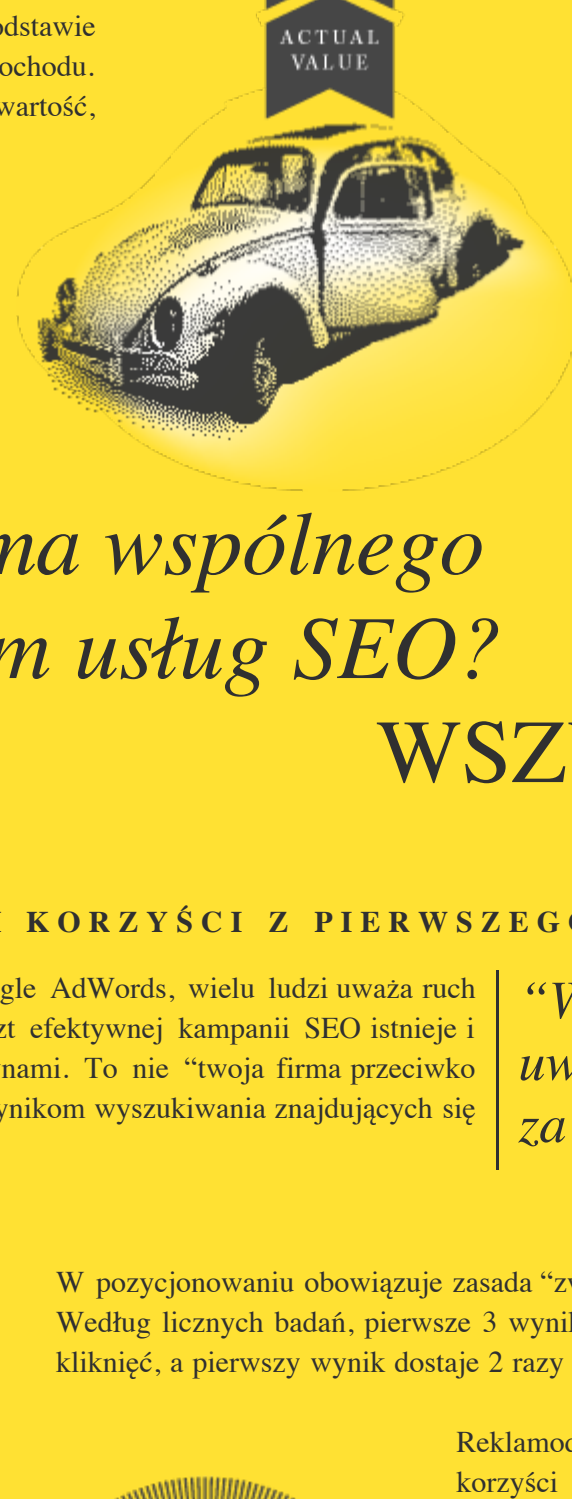 odstawie
ochodu.
wartość,
ACTUAL
VALUE
ma wspólnego
m usług SEO?
WSZ
KORZYŚCI Z PIERWSZEG
gle AdWords, wielu ludzi uważa ruch
zt efektywnej kampanii SEO istnieje i
ynami. To nie “twoja firma przeciwko
ynikom wyszukiwania znajdujących się
“W
uw
za
W pozycjonowaniu obowiązuje zasada “zw
Według licznych badań, pierwsze 3 wynik
kliknięć, a pierwszy wynik dostaje 2 razy
Reklamod
korzyści